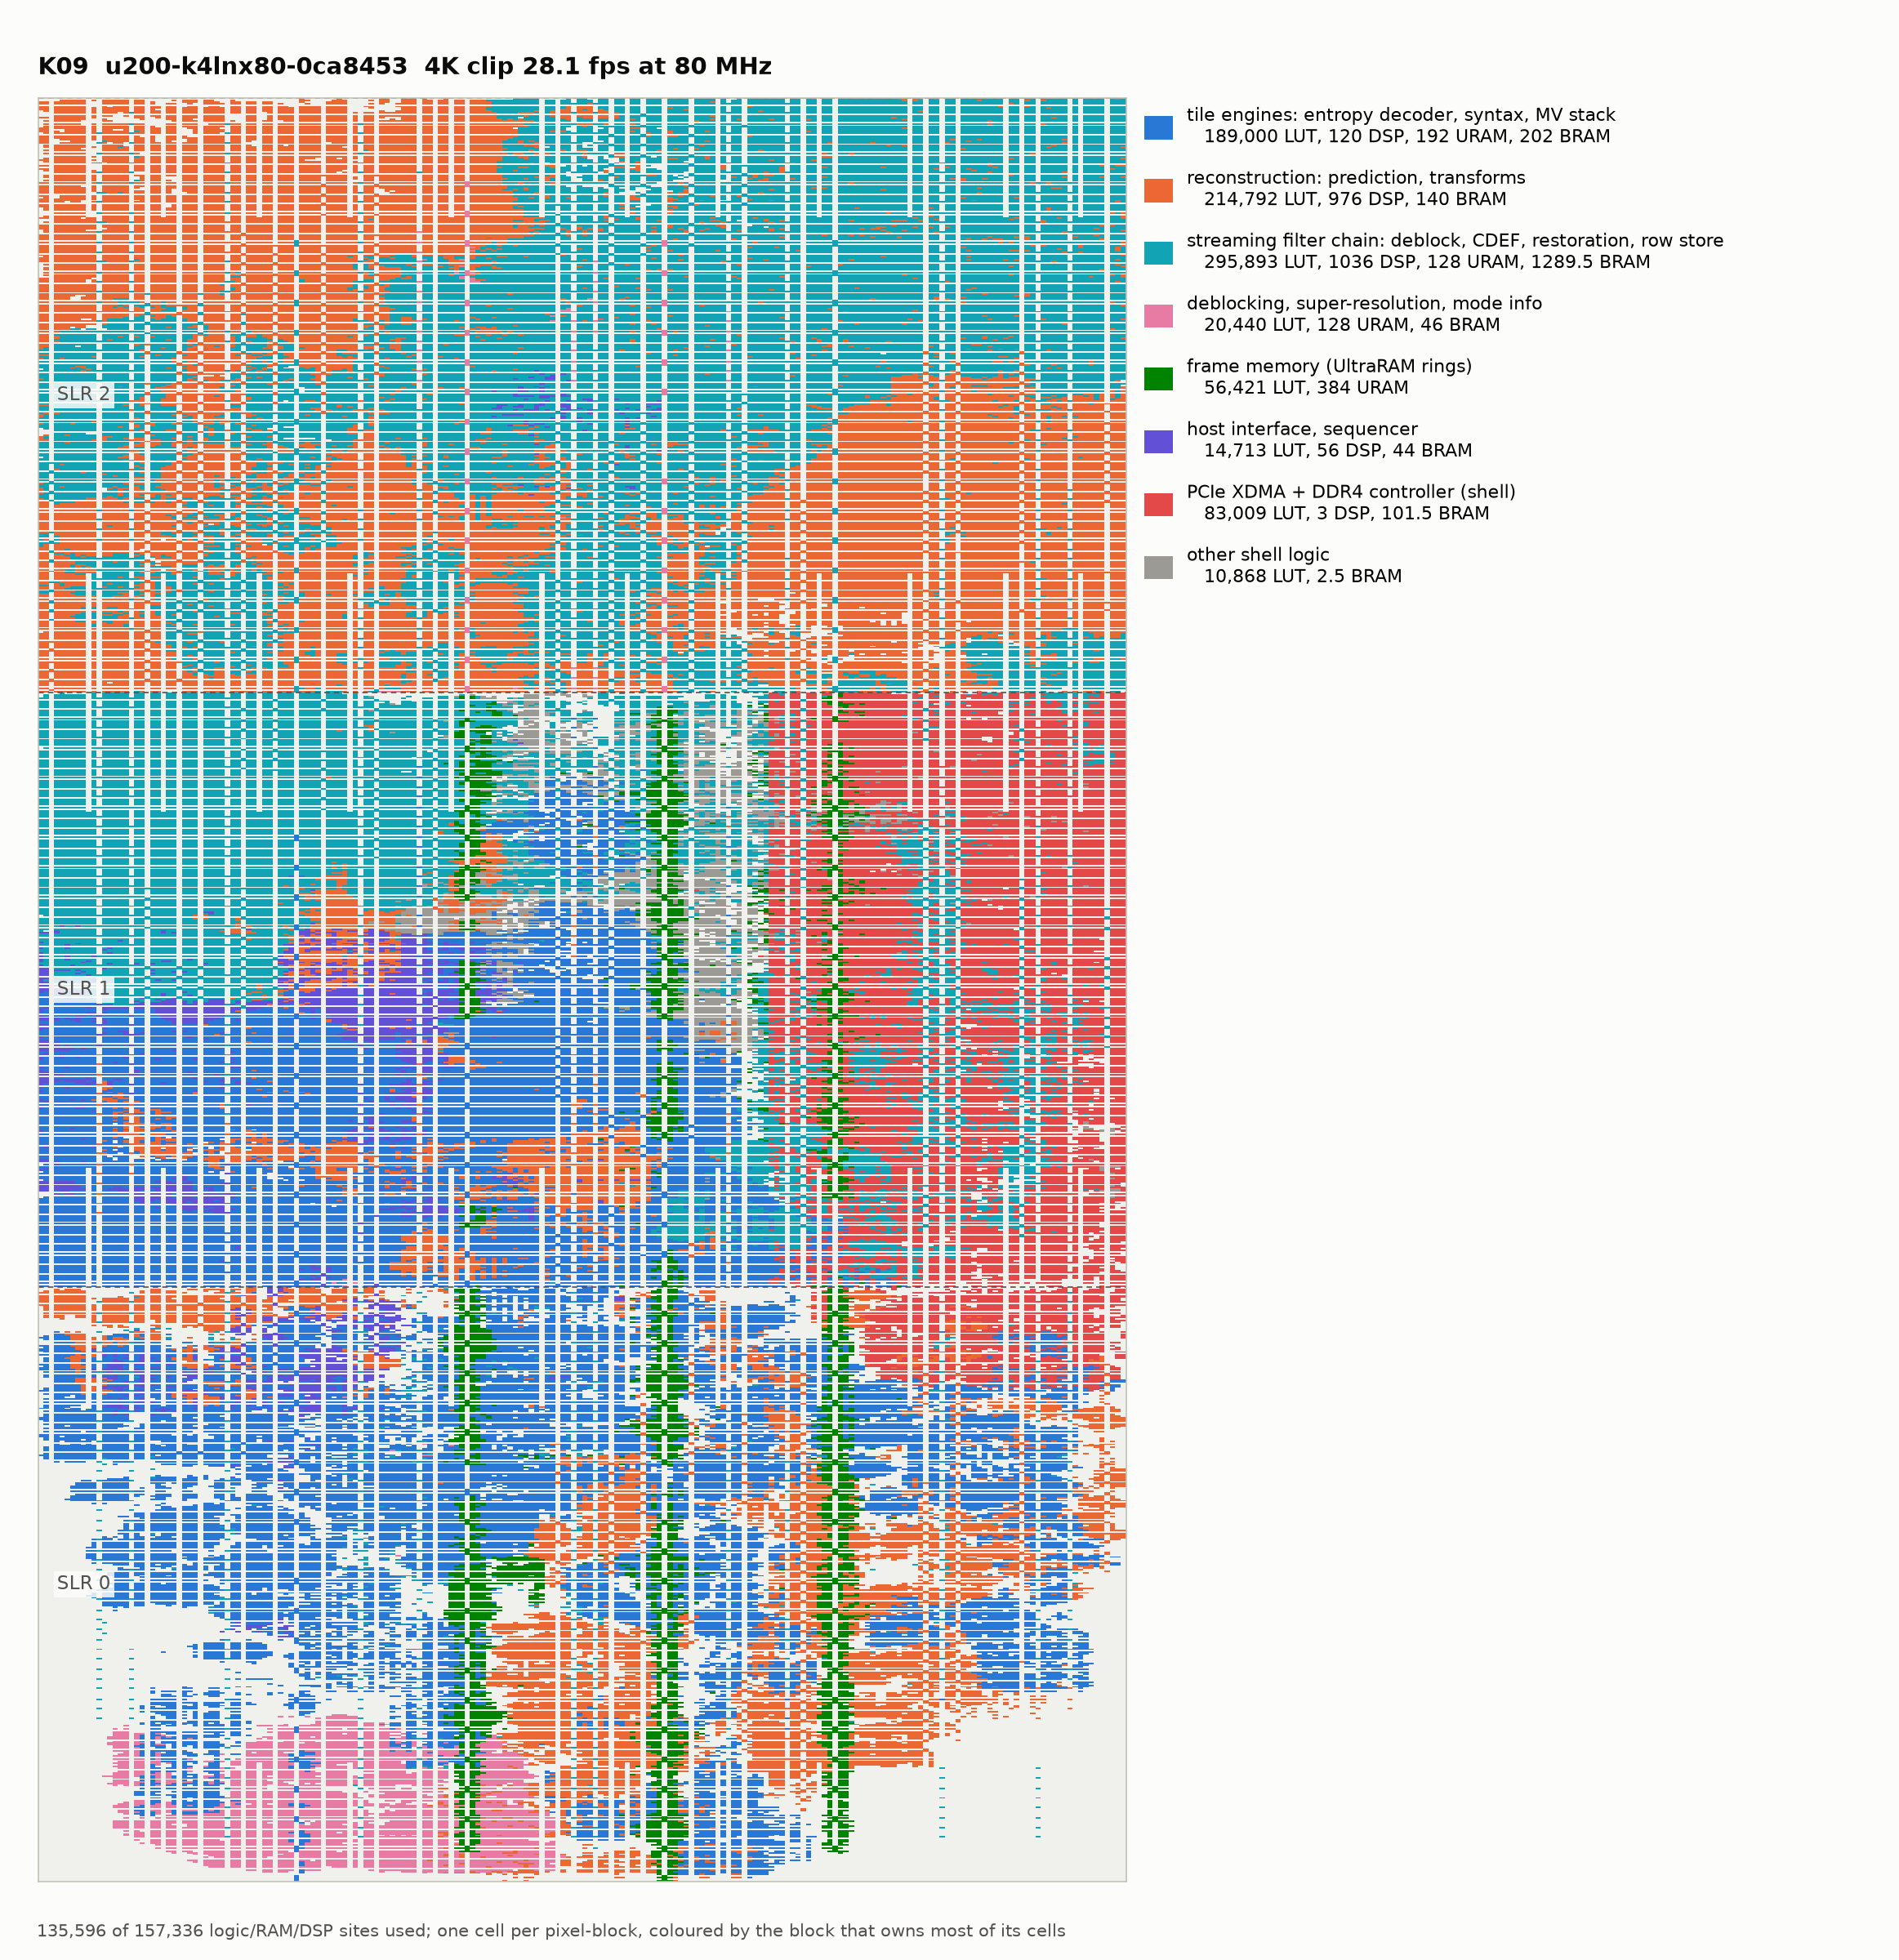 K09  u200-k4lnx80-0ca8453  4K clip 28.1 fps at 80 MHz
tile engines: entropy decoder, syntax, MV stack
189,000 LUT, 120 DSP, 192 URAM, 202 BRAM
reconstruction: prediction, transforms
214,792 LUT, 976 DSP, 140 BRAM
streaming filter chain: deblock, CDEF, restoration, row store
295,893 LUT, 1036 DSP, 128 URAM, 1289.5 BRAM
deblocking, super-resolution, mode info
20,440 LUT, 128 URAM, 46 BRAM
frame memory (UltraRAM rings)
56,421 LUT, 384 URAM
host interface, sequencer
14,713 LUT, 56 DSP, 44 BRAM
PCIe XDMA + DDR4 controller (shell)
83,009 LUT, 3 DSP, 101.5 BRAM
other shell logic
10,868 LUT, 2.5 BRAM
SLR 2
SLR 1
SLR 0
135,596 of 157,336 logic/RAM/DSP sites used; one cell per pixel-block, coloured by the block that owns most of its cells